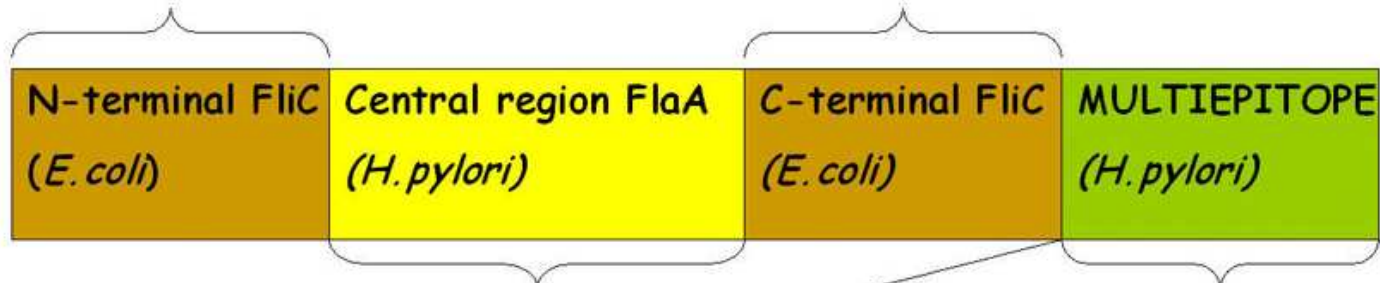 N-terminal FliC
(E. coli)
Central region FlaA
(H. pylori)
C-terminal FliC
(E. coli)
MULTIEPITOPE
(H. pylori)